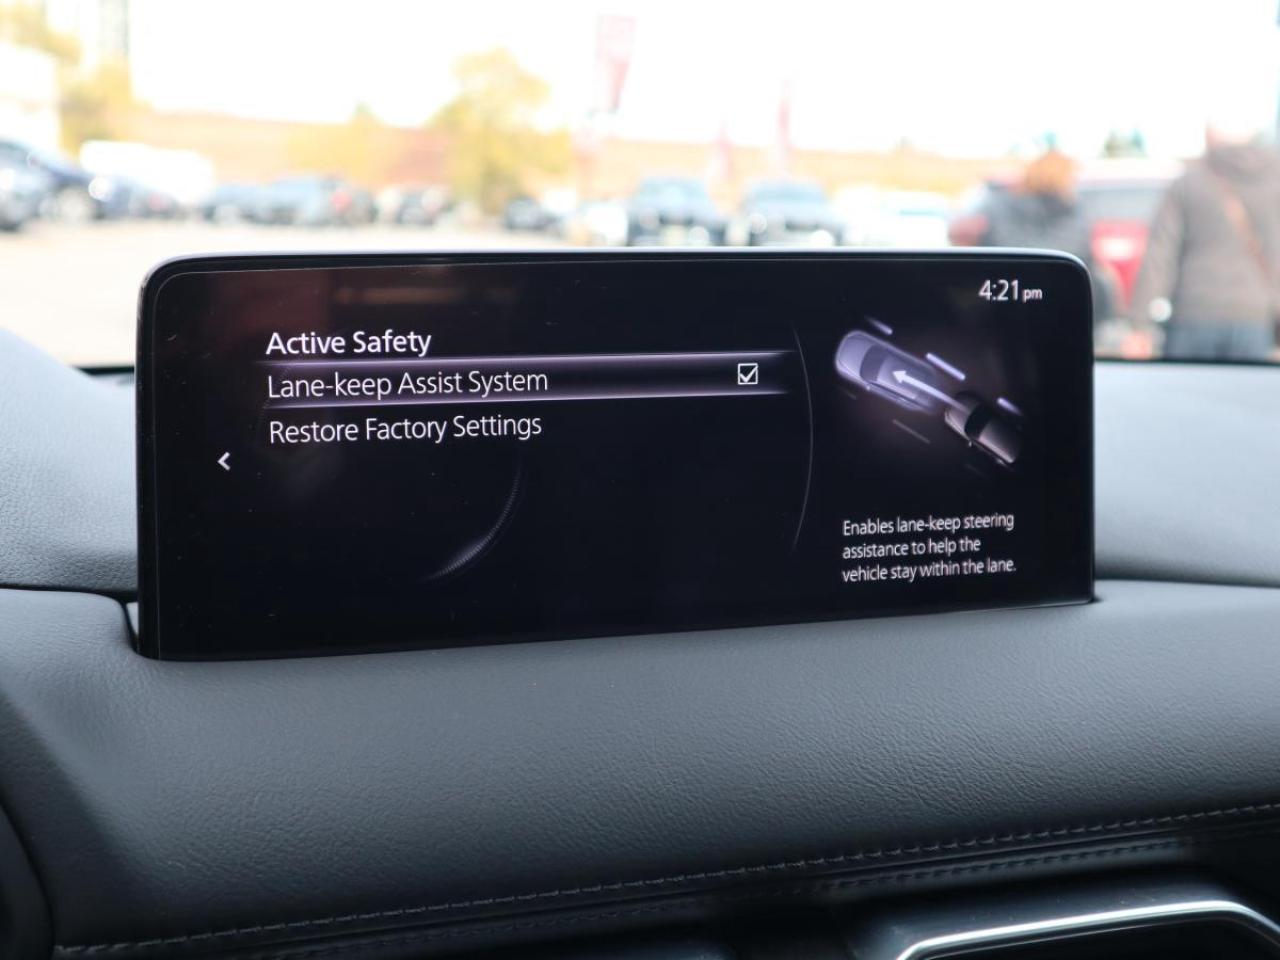 4:21 pm
Active Safety
Lane-keep Assist System
Restore Factory Settings
Enables lane-keep steering
assistance to help the
vehicle stay within the lane.